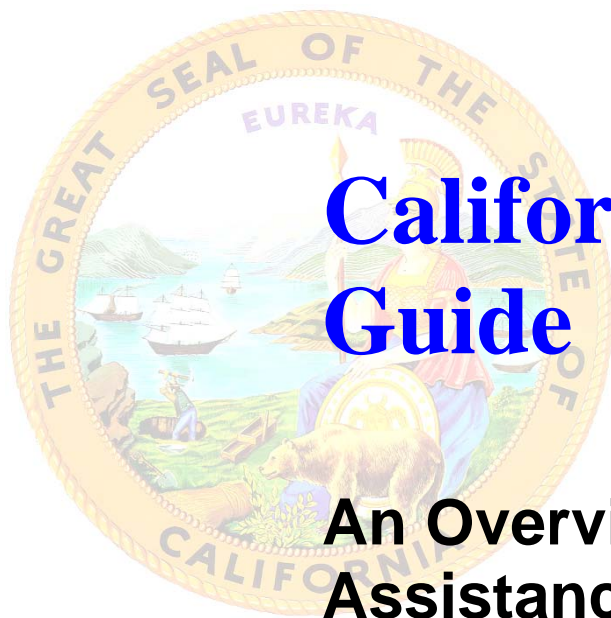 THE GREAT SEAL OF THE STATE OF CALIFORNIA
EUREKA
Califor
Guide
An Overvi
Assistanc